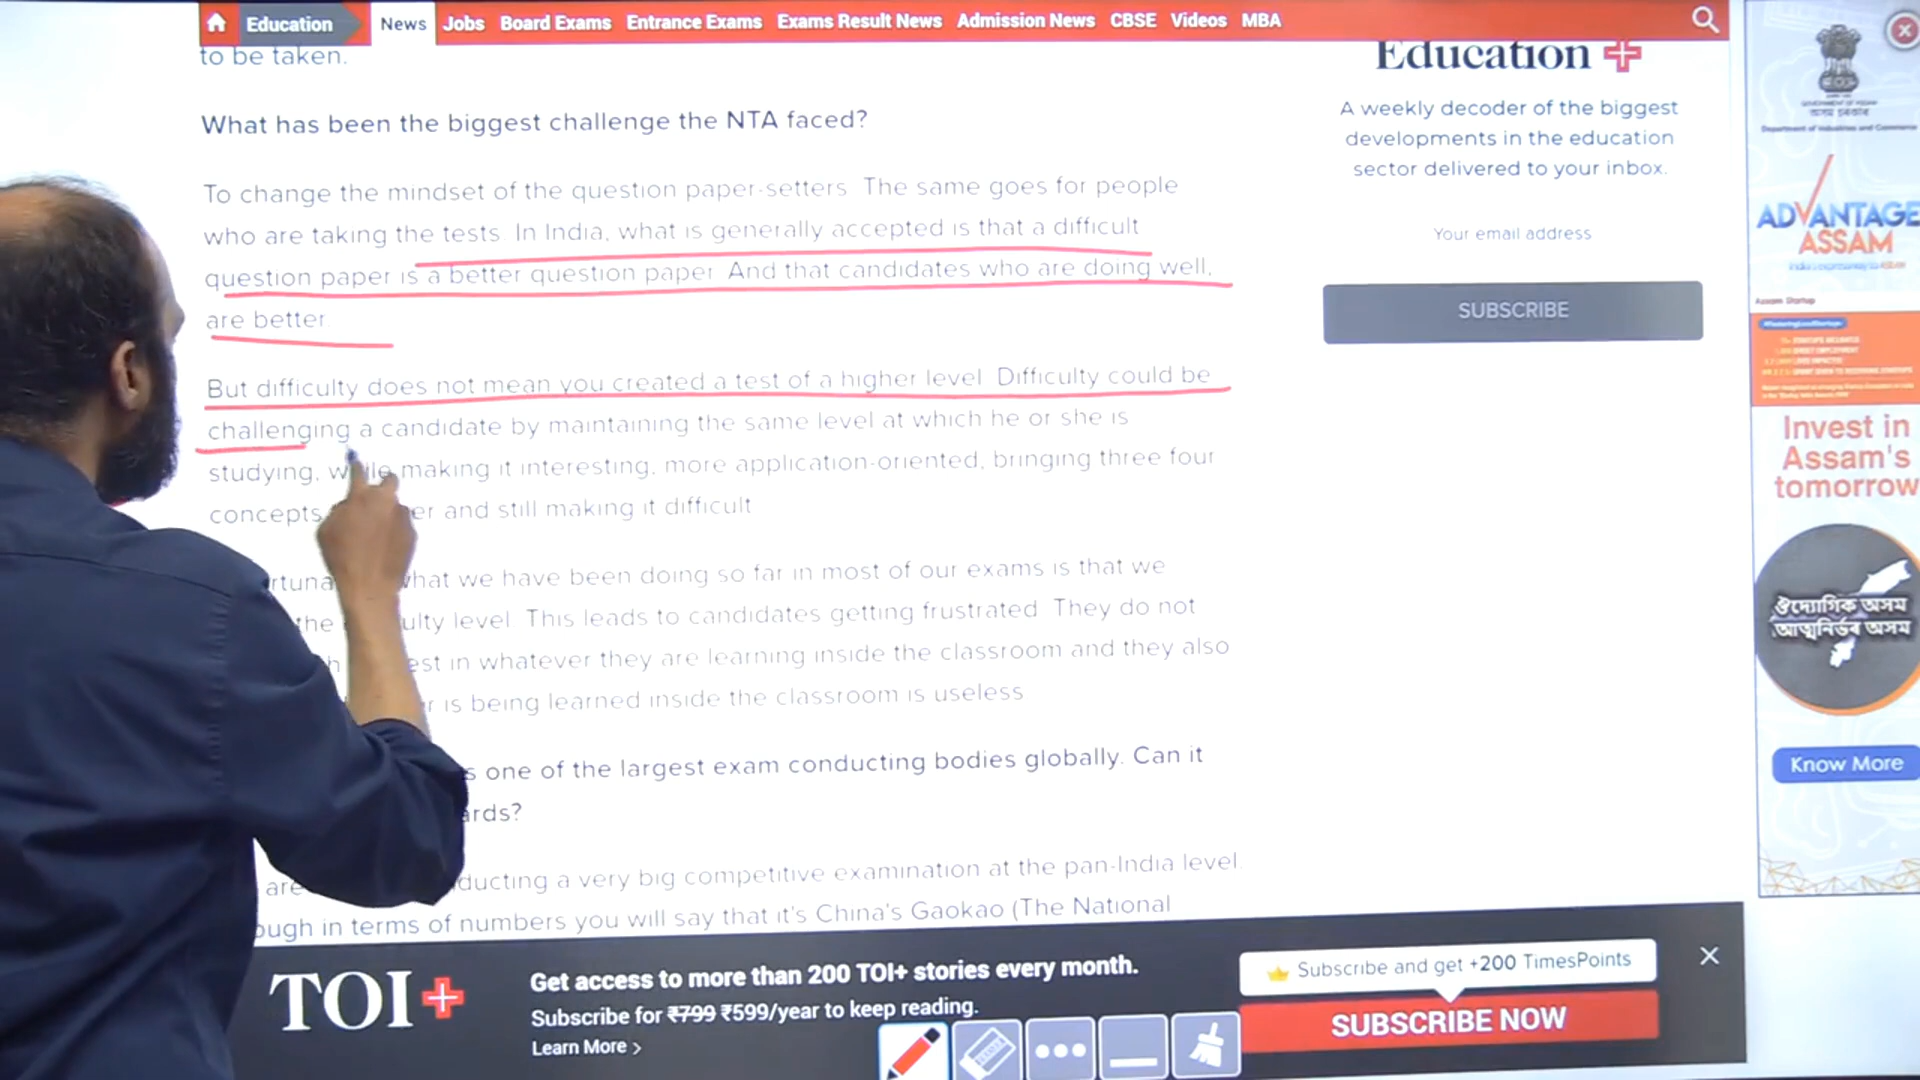 Education
News
Jobs
Board Exams
Entrance Exams
Exams Result News
Admission News
CBSE
Videos
MBA
to be taken.
What has been the biggest challenge the NTA faced?
To change the mindset of the question paper-setters. The same goes for people
who are taking the tests. In India, what is generally accepted is that a difficult
question paper is a better question paper. And that candidates who are doing well,
are better.
But difficulty does not mean you created a test of a higher level. Difficulty could be
challenging a candidate by maintaining the same level at which he or she is
studying, while making it interesting, more application-oriented, bringing three four
concepts and still making it difficult
what we have been doing so far in most of our exams is that we
the level. This leads to candidates getting frustrated. They do not
in whatever they are learning inside the classroom and they also
is being learned inside the classroom is useless
one of the largest exam conducting bodies globally. Can it
are a very big competitive examination at the pan-India level.
in terms of numbers you will say that it's China's Gaokao (The National
Education
A weekly decoder of the biggest
developments in the education
sector delivered to your inbox.
Your email address
SUBSCRIBE
ADVANTAGE
ASSAM
Assam Startup
Invest in
Assam's
tomorrow
ঔদ্যোগিক অসম
আত্মনিৰ্ভৰ অসম
Know More
TOI+
Get access to more than 200 TOI+ stories every month.
Subscribe for ₹799 ₹599/year to keep reading.
Learn More >
Subscribe and get +200 TimesPoints
SUBSCRIBE NOW